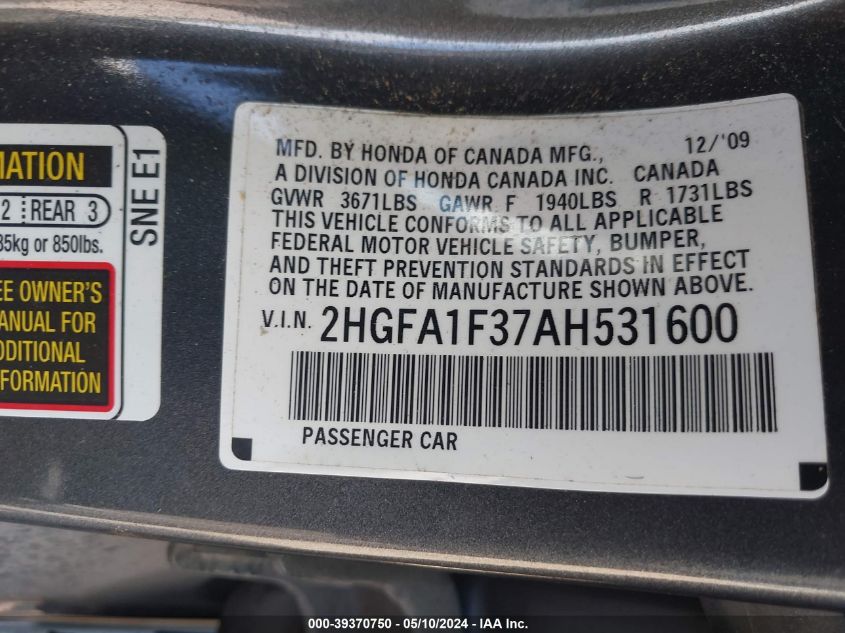 MATION
2 REAR 3
35kg or 850lbs.
EE OWNER'S
ANUAL FOR
DDITIONAL
FORMATION
SNE E1
MFD. BY HONDA OF CANADA MFG., 12/'09
A DIVISION OF HONDA CANADA INC. CANADA
GVWR 3671LBS GAWR F 1940LBS R 1731LBS
THIS VEHICLE CONFORMS TO ALL APPLICABLE
FEDERAL MOTOR VEHICLE SAFETY, BUMPER,
AND THEFT PREVENTION STANDARDS IN EFFECT
ON THE DATE OF MANUFACTURE SHOWN ABOVE.
V.I.N. 2HGFA1F37AH531600
PASSENGER CAR
000-39370750 - 05/10/2024 - IAA Inc.